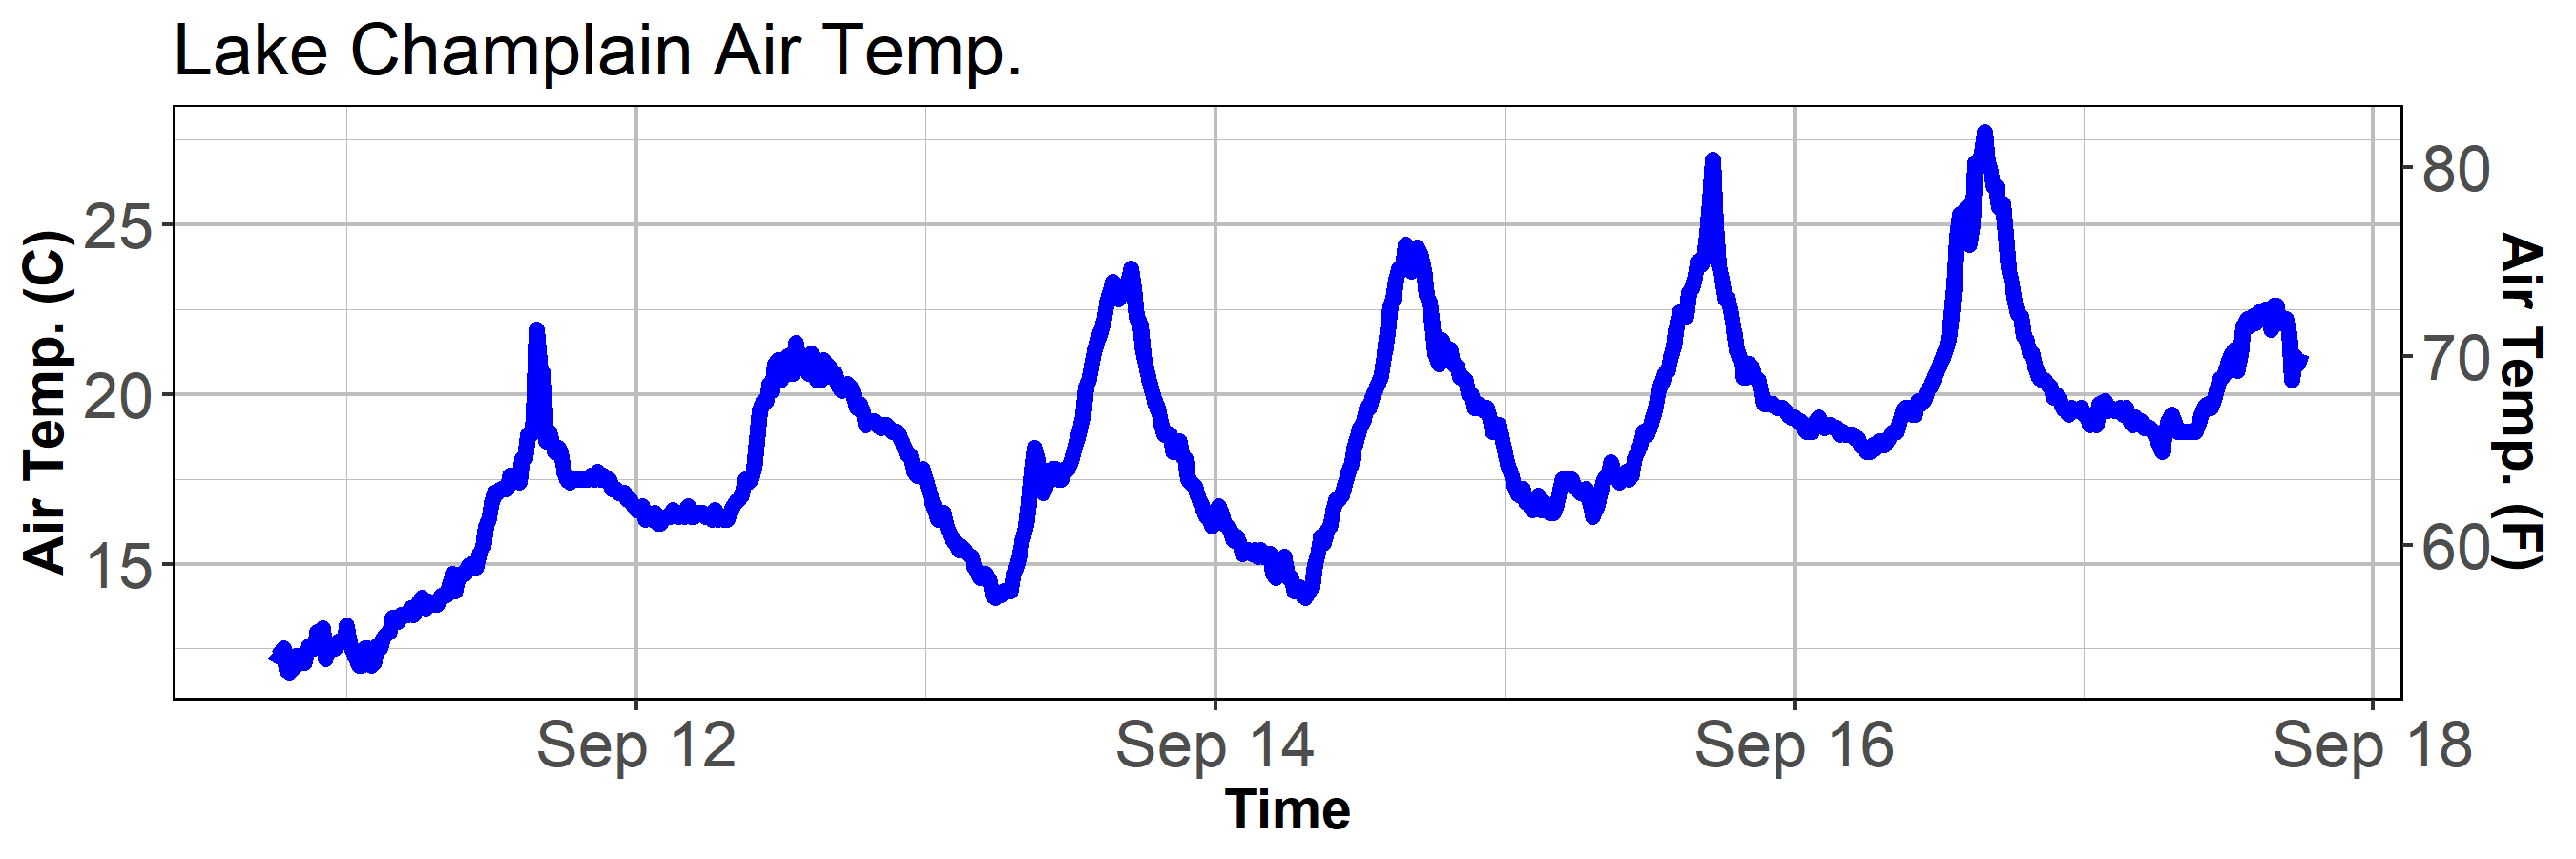 Lake Champlain Air Temp.
Air Temp. (C)
25
20
15
80
70
60
Air Temp. (F)
Sep 12
Sep 14
Sep 16
Sep 18
Time